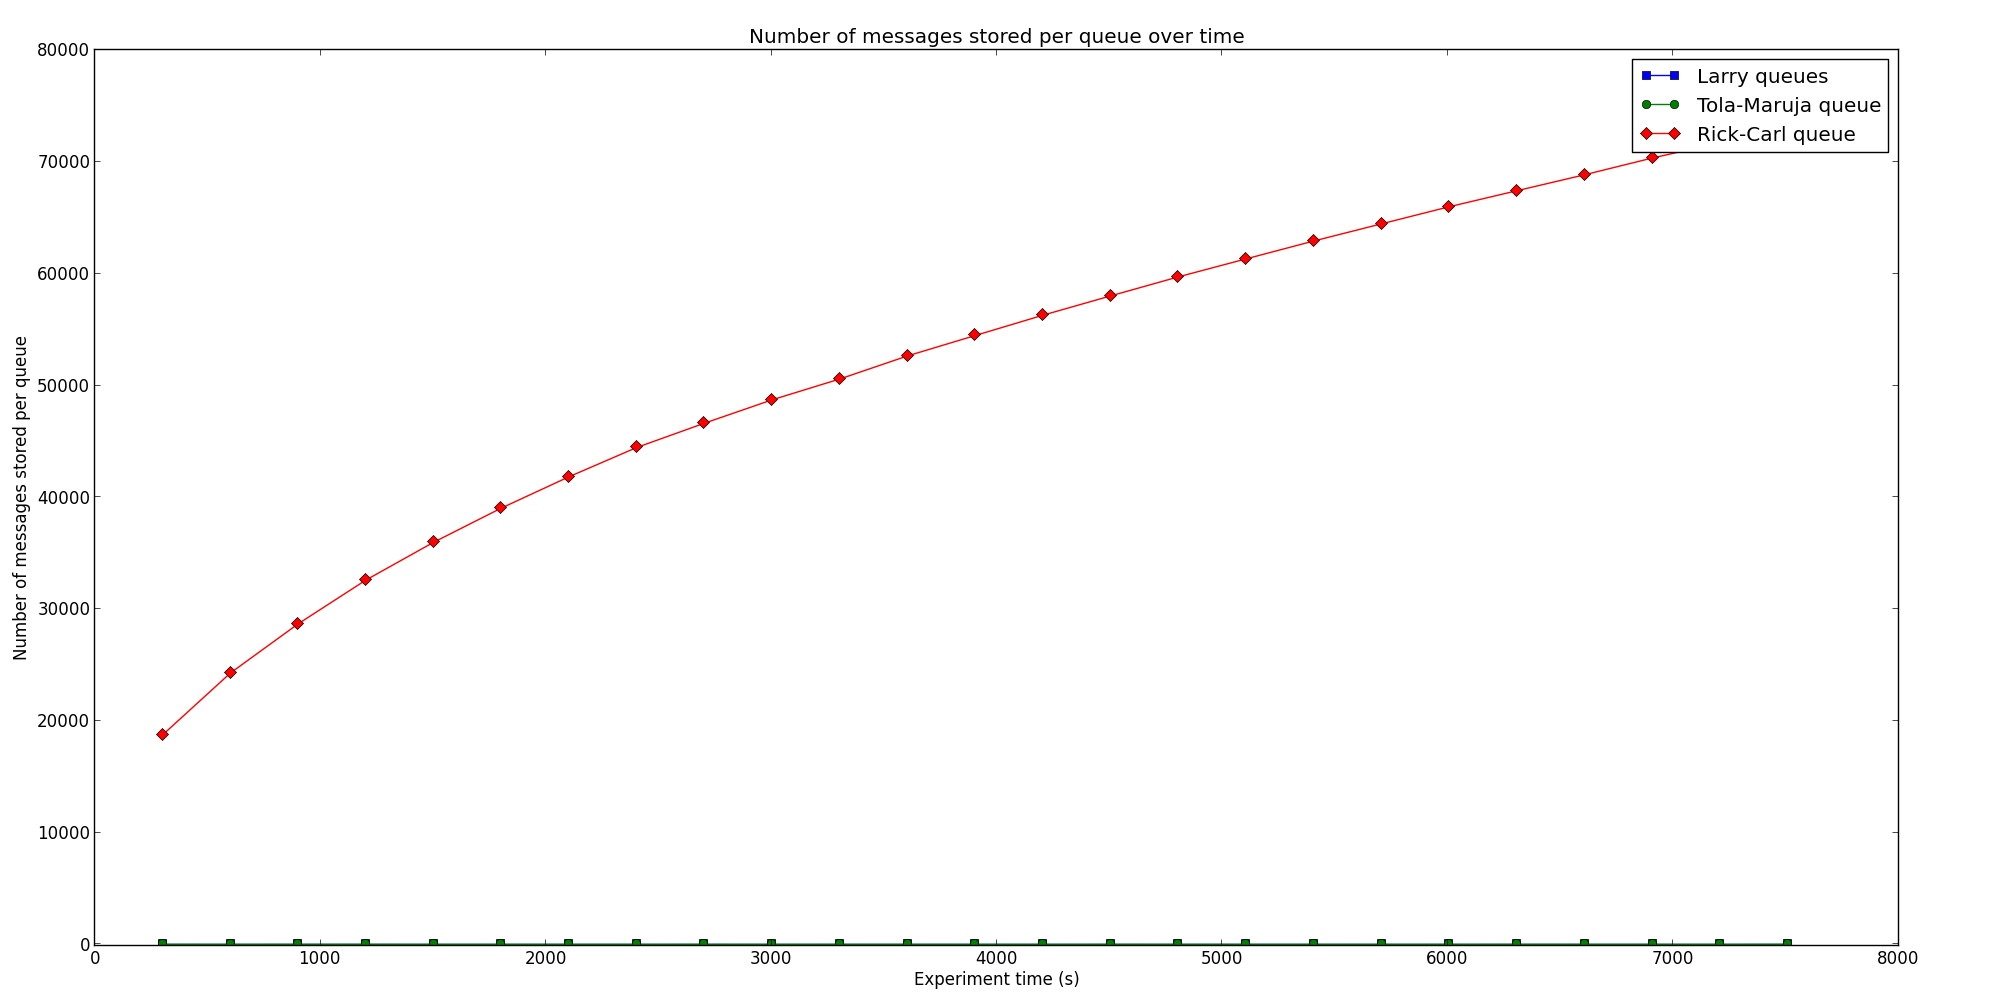 Number of messages stored per queue over time
80000
70000
60000
50000
40000
30000
20000
10000
0
Number of messages stored per queue
Larry queues
Tola-Maruja queue
Rick-Carl queue
0 1000 2000 3000 4000 5000 6000 7000 8000
Experiment time (s)